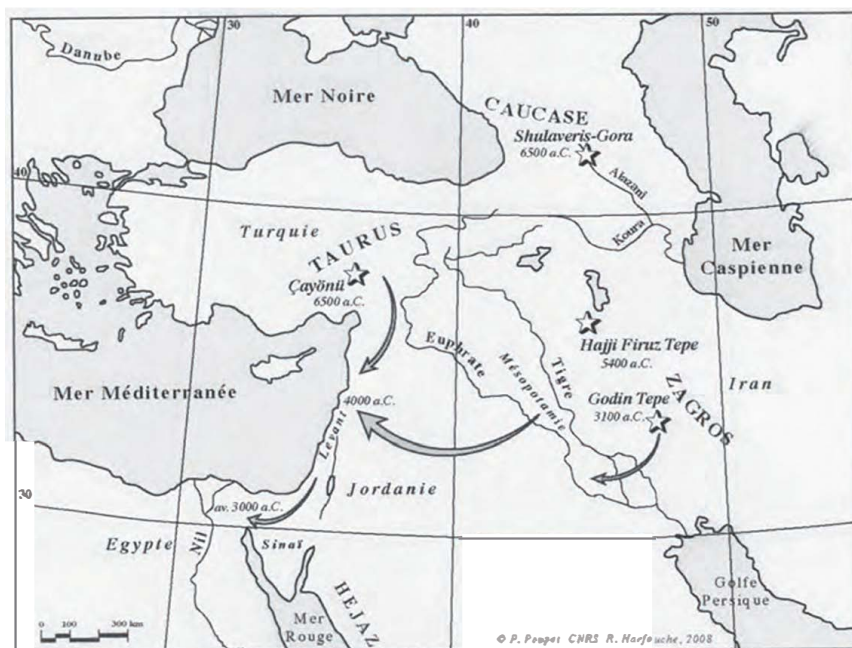 30
40
50
Danube
Mer Noire
CAUCASE
Shulaveris-Gora
6500 a.C.
Alazani
40
Turquie
TAURUS
Koura
Mer
Caspienne
Çayönü
6500 a.C.
Hajji Firuz Tepe
5400 a.C.
Euphrate
Mésopotamie
Tigre
Mer Méditerranée
Levant
4000 a.C.
Godin Tepe
3100 a.C.
ZAGROS
Iran
30
Jordanie
av. 3000 a.C.
Egypte
Nil
Sinaï
HEJAZ
Mer
Rouge
Golfe
Persique
0 100 300 km
© P. Poupet CNRS R. Harfouche, 2008